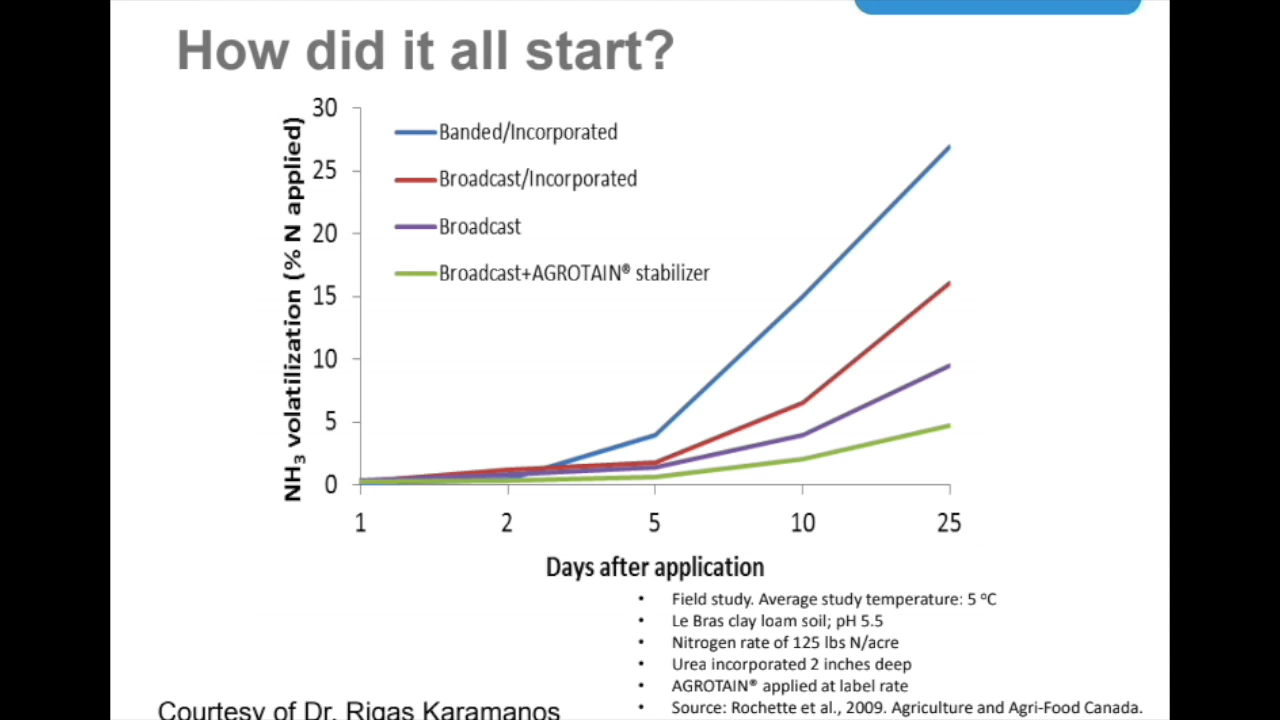 How did it all start?
NH₃ volatilization (% N applied)
30
25
20
15
10
5
0
Banded/Incorporated
Broadcast/Incorporated
Broadcast
Broadcast+AGROTAIN® stabilizer
1 2 5 10 25
Days after application
• Field study. Average study temperature: 5 °C
• Le Bras clay loam soil; pH 5.5
• Nitrogen rate of 125 lbs N/acre
• Urea incorporated 2 inches deep
• AGROTAIN® applied at label rate
• Source: Rochette et al., 2009. Agriculture and Agri-Food Canada.
Courtesy of Dr. Rigas Karamanos